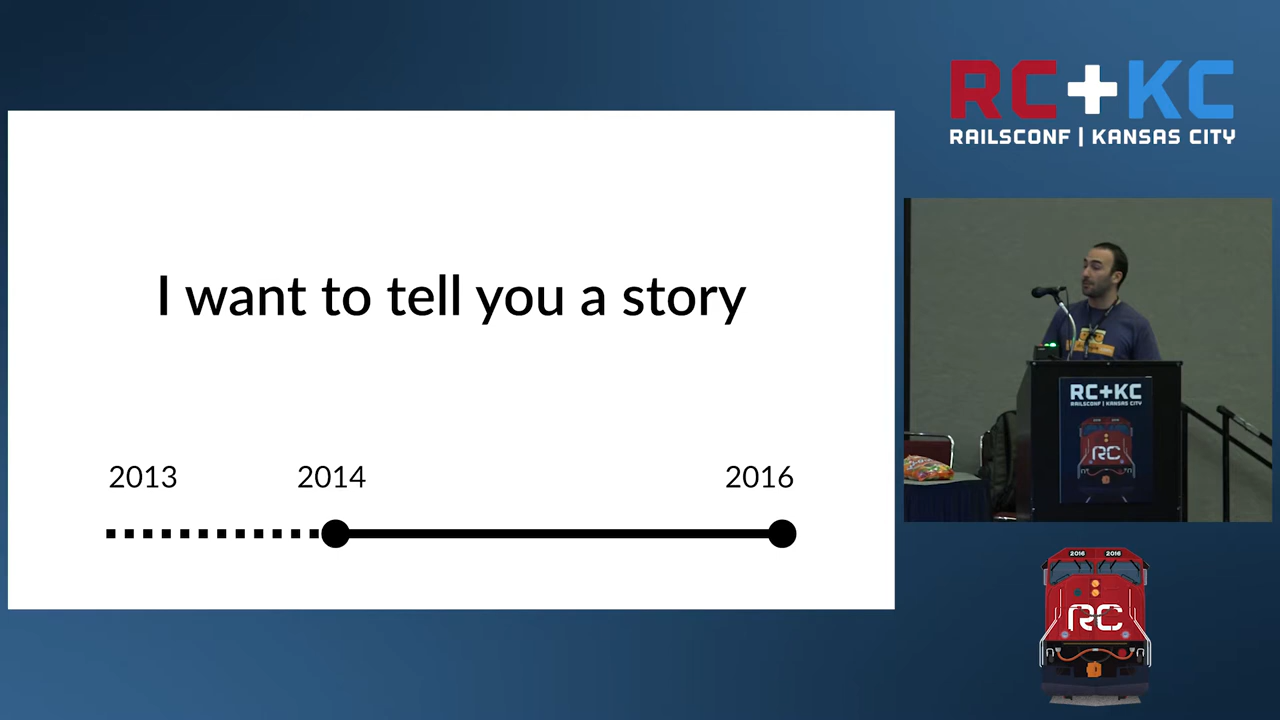 RC+KC
RAILSCONF | KANSAS CITY
I want to tell you a story
2013 2014 2016
RC+KC
RAILSCONF | KANSAS CITY
RC
2016 2016
RC